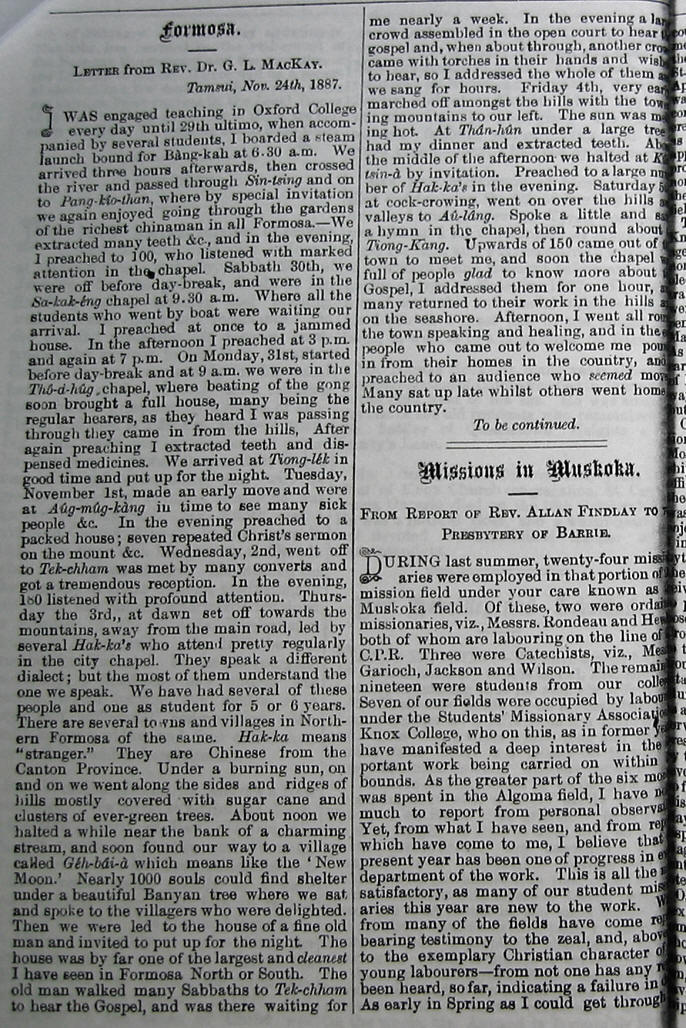 Formosa.
LETTER from REV. DR. G. L. MACKAY.
Tamsui, Nov. 24th, 1887.
I WAS engaged teaching in Oxford College
every day until 29th ultimo, when accom-
panied by several students, I boarded a steam
launch bound for Bàng-kah at 6.30 a.m. We
arrived three hours afterwards, then crossed
the river and passed through Sin-tsing and on
to Pang-kîo-than, where by special invitation
we again enjoyed going through the gardens
of the richest chinaman in all Formosa.—We
extracted many teeth &c., and in the evening,
I preached to 100, who listened with marked
attention in the chapel. Sabbath 30th, we
were off before day-break, and were in the
Sa-kak-éng chapel at 9.30 a.m. Where all the
students who went by boat were waiting our
arrival. I preached at once to a jammed
house. In the afternoon I preached at 3 p.m.
and again at 7 p.m. On Monday, 31st, started
before day-break and at 9 a.m. we were in the
Thô-á-hûg chapel, where beating of the gong
soon brought a full house, many being the
regular hearers, as they heard I was passing
through they came in from the hills, After
again preaching I extracted teeth and dis-
pensed medicines. We arrived at Tiong-lék in
good time and put up for the night. Tuesday,
November 1st, made an early move and were
at Aûg-mûg-kàng in time to see many sick
people &c. In the evening preached to a
packed house; seven repeated Christ's sermon
on the mount &c. Wednesday, 2nd, went off
to Tek-chham was met by many converts and
got a tremendous reception. In the evening,
180 listened with profound attention. Thurs-
day the 3rd,, at dawn set off towards the
mountains, away from the main road, led by
several Hak-ka's who attend pretty regularly
in the city chapel. They speak a different
dialect; but the most of them understand the
one we speak. We have had several of these
people and one as student for 5 or 6 years.
There are several towns and villages in North-
ern Formosa of the same. Hak-ka means
"stranger." They are Chinese from the
Canton Province. Under a burning sun, on
and on we went along the sides and ridges of
hills mostly covered with sugar cane and
clusters of ever-green trees. About noon we
halted a while near the bank of a charming
stream, and soon found our way to a village
called Géh-bâi-à which means like the 'New
Moon.' Nearly 1000 souls could find shelter
under a beautiful Banyan tree where we sat
and spoke to the villagers who were delighted.
Then we were led to the house of a fine old
man and invited to put up for the night. The
house was by far one of the largest and cleanest
I have seen in Formosa North or South. The
old man walked many Sabbaths to Tek-chham
to hear the Gospel, and was there waiting for
me nearly a week. In the evening a
crowd assembled in the open court to hear
gospel and, when about through, another
came with torches in their hands and
to hear, so I addressed the whole of them
we sang for hours. Friday 4th, very
marched off amongst the hills with the
ing mountains to our left. The sun was
ing hot. At Thân-hûn under a large tree
had my dinner and extracted teeth.
the middle of the afternoon we halted at
tsin-à by invitation. Preached to a large
ber of Hak-ka's in the evening. Saturday
at cock-crowing, went on over the hills
valleys to Aû-lâng. Spoke a little and
a hymn in the chapel, then round about
Tiong-Kàng. Upwards of 150 came out of
town to meet me, and soon the chapel
full of people glad to know more about
Gospel, I addressed them for one hour,
many returned to their work in the hills
on the seashore. Afternoon, I went all
the town speaking and healing, and in the
people who came out to welcome me
in from their homes in the country,
preached to an audience who seemed
Many sat up late whilst others went home
the country.
To be continued.
Missions in Muskoka.
FROM REPORT OF REV. ALLAN FINDLAY TO
PRESBYTERY OF BARRIE.
DURING last summer, twenty-four
aries were employed in that portion of
mission field under your care known as
Muskoka field. Of these, two were
missionaries, viz., Messrs. Rondeau and
both of whom are labouring on the line of
C.P.R. Three were Catechists, viz.,
Garioch, Jackson and Wilson. The
nineteen were students from our
Seven of our fields were occupied by
under the Students' Missionary
Knox College, who on this, as in former
have manifested a deep interest in the
portant work being carried on within
bounds. As the greater part of the six
was spent in the Algoma field, I have
much to report from personal
Yet, from what I have seen, and from
which have come to me, I believe that
present year has been one of progress in
department of the work. This is all the
satisfactory, as many of our student
aries this year are new to the work.
from many of the fields have come
bearing testimony to the zeal, and,
to the exemplary Christian character
young labourers—from not one has any
been heard, so far, indicating a failure in
As early in Spring as I could get through